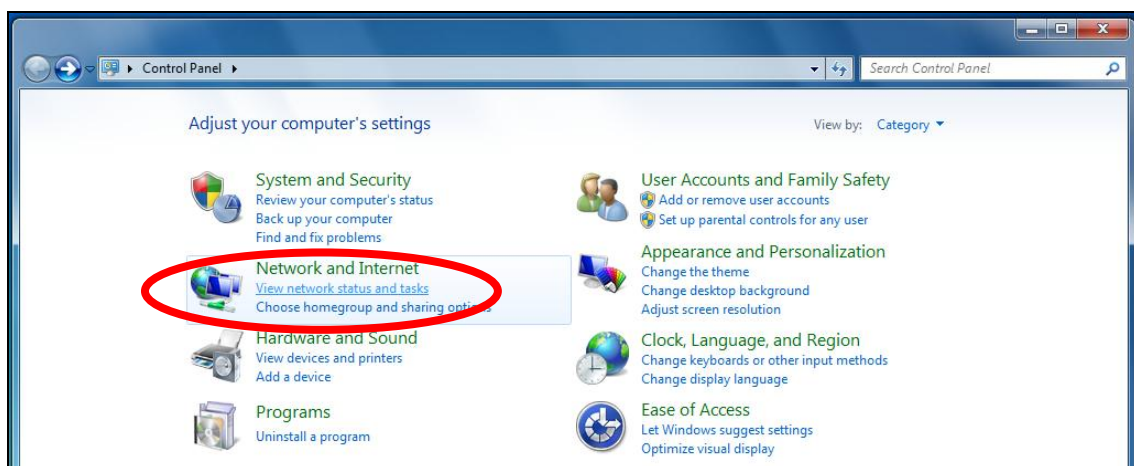 Control Panel
Search Control Panel
Adjust your computer's settings
View by: Category
System and Security
Review your computer's status
Back up your computer
Find and fix problems
Network and Internet
View network status and tasks
Choose homegroup and sharing options
Hardware and Sound
View devices and printers
Add a device
Programs
Uninstall a program
User Accounts and Family Safety
Add or remove user accounts
Set up parental controls for any user
Appearance and Personalization
Change the theme
Change desktop background
Adjust screen resolution
Clock, Language, and Region
Change keyboards or other input methods
Change display language
Ease of Access
Let Windows suggest settings
Optimize visual display